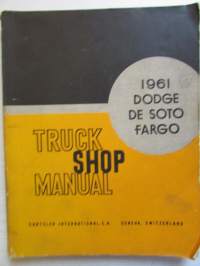 1961
DODGE
DE SOTO
FARGO
TRUCK
SHOP
MANUAL
CHRYSLER INTERNATIONAL S.A. GENEVA, SWITZERLAND